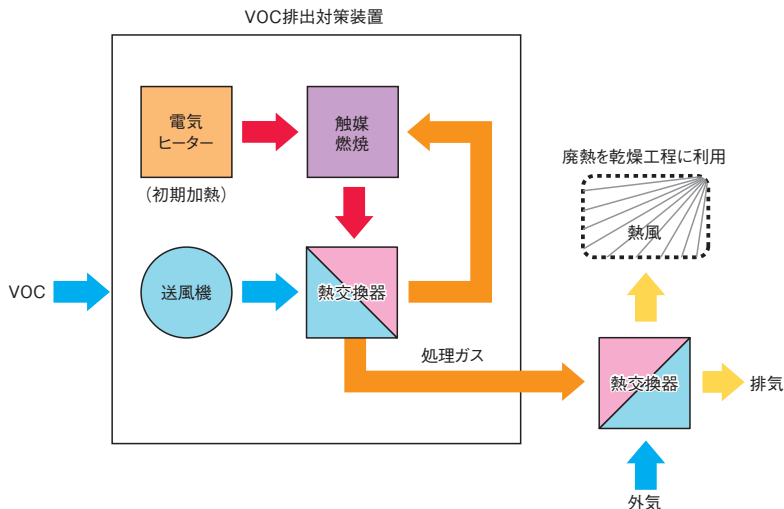 VOC排出対策装置
電気
ヒーター
触媒
燃焼
(初期加熱)
廃熱を乾燥工程に利用
熱風
VOC
送風機
熱交換器
処理ガス
熱交換器
排気
外気